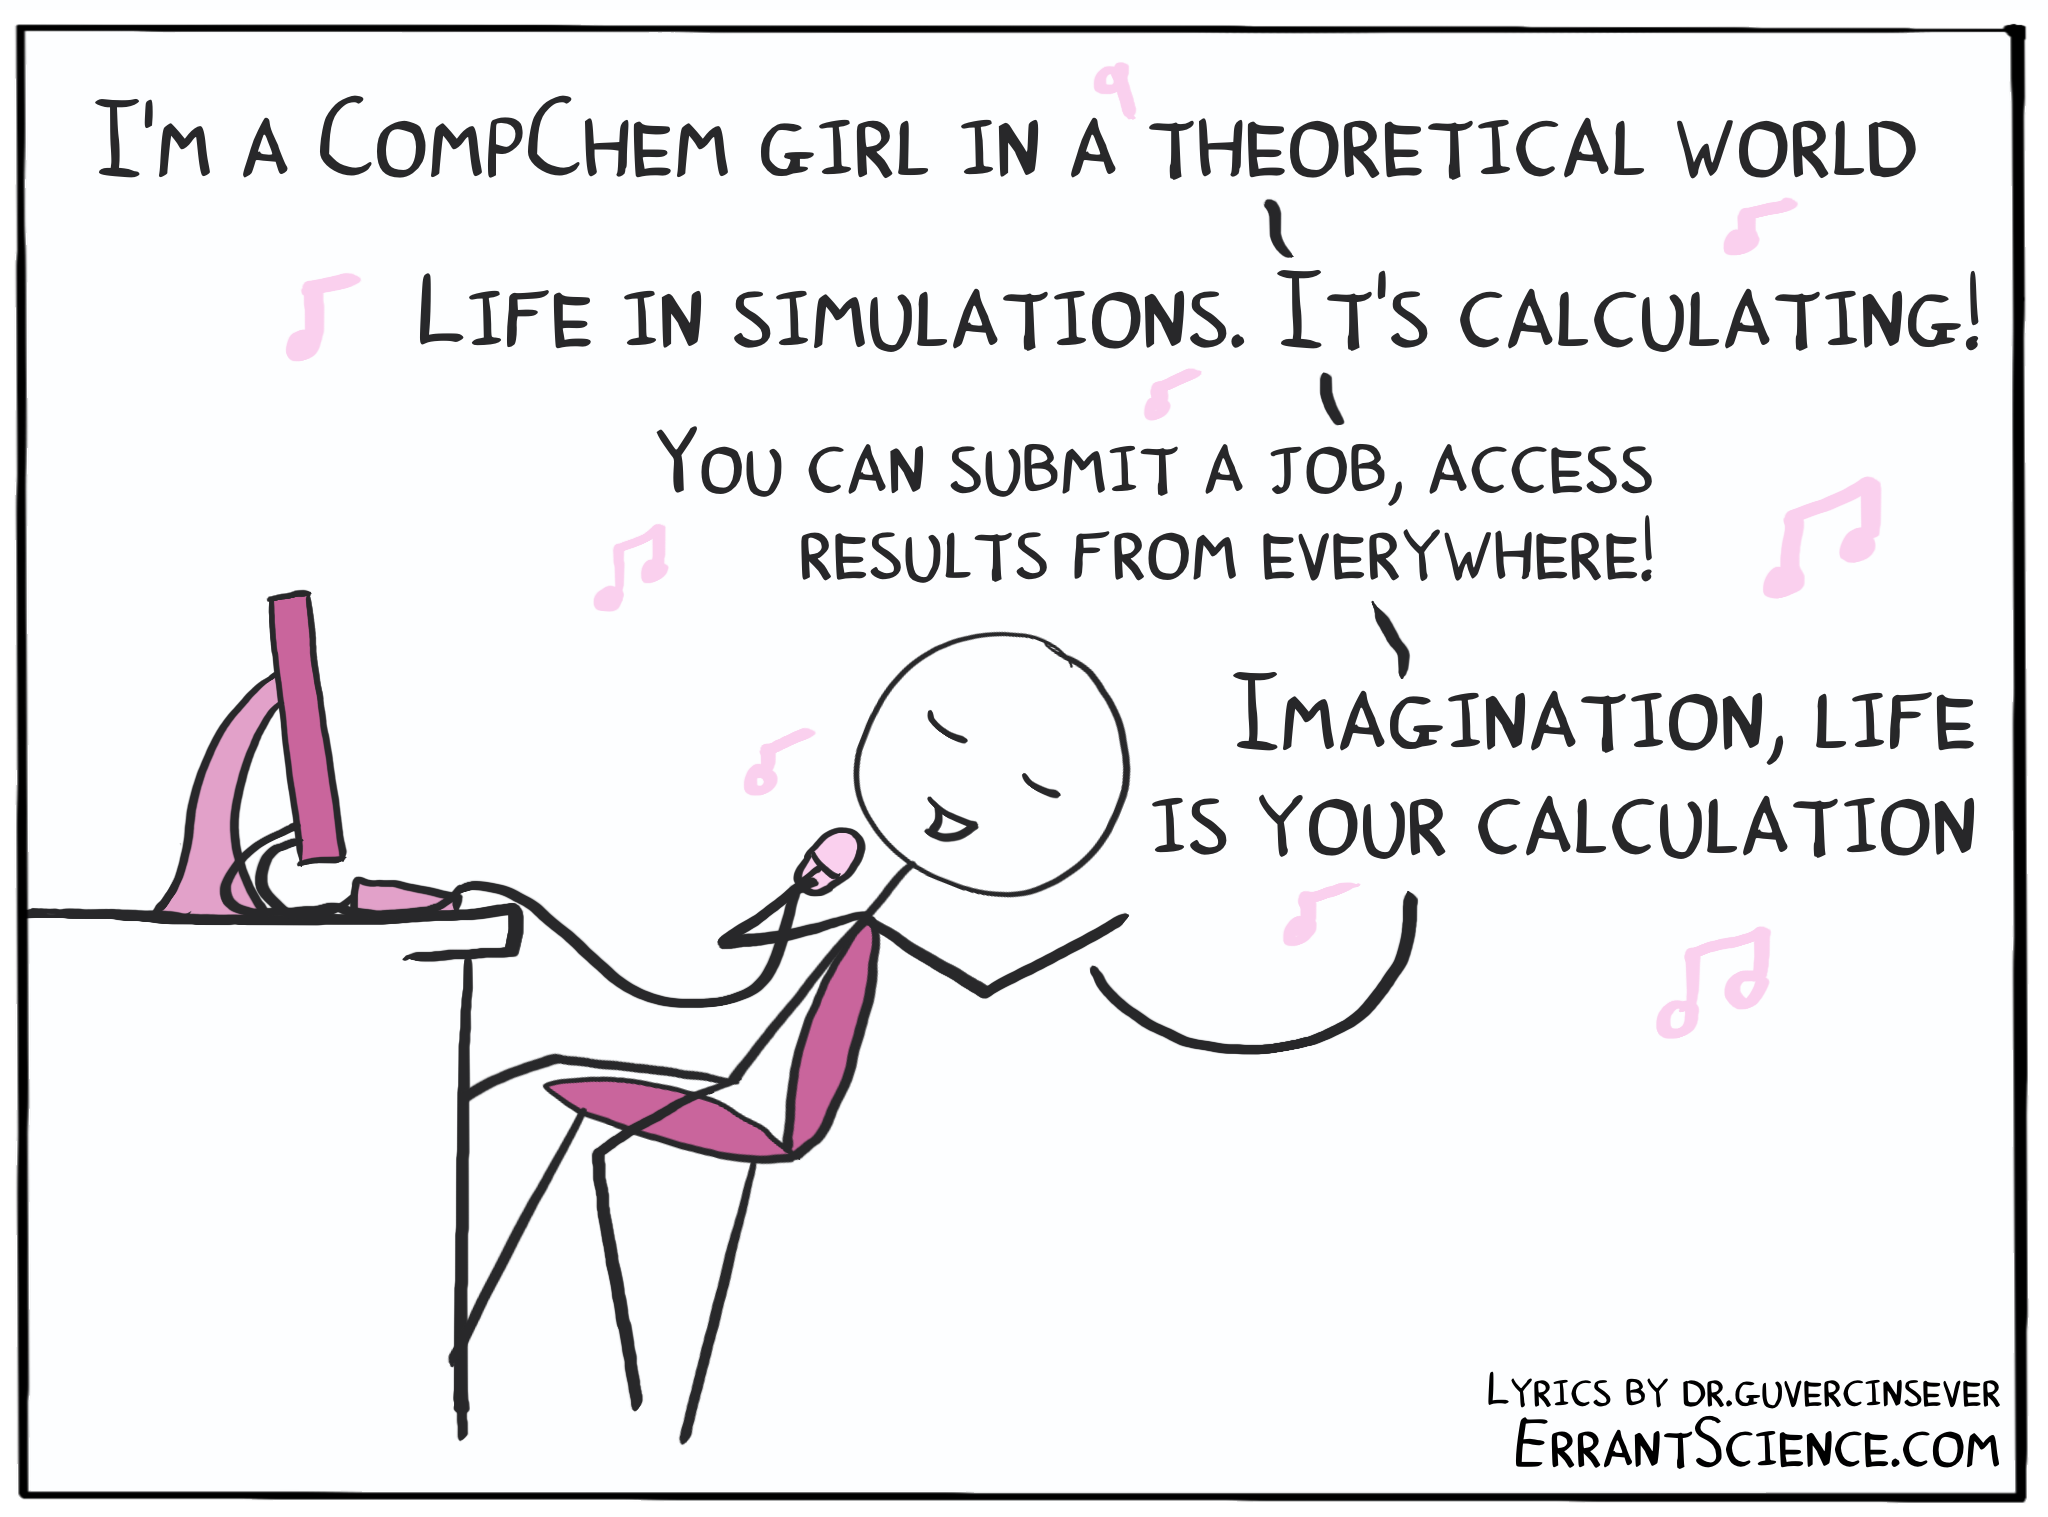 I'm a CompChem girl in a theoretical world
Life in simulations. It's calculating!
You can submit a job, access
results from everywhere!
Imagination, life
is your calculation
Lyrics by dr.guvercinsever
ErrantScience.com